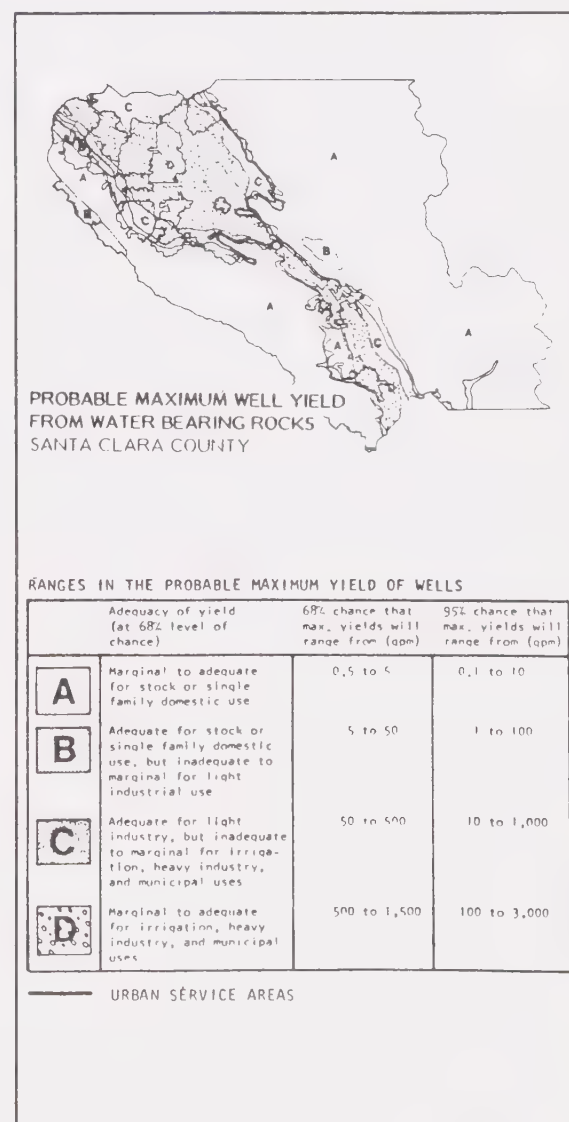 C
B
A
B
D
C
C
A
C
B
A
A
A
C
PROBABLE MAXIMUM WELL YIELD
FROM WATER BEARING ROCKS
SANTA CLARA COUNTY
RANGES IN THE PROBABLE MAXIMUM YIELD OF WELLS
Adequacy of yield
(at 68% level of
chance)
68% chance that
max. yields will
range from (gpm)
95% chance that
max. yields will
range from (gpm)
A
Marginal to adequate
for stock or single
family domestic use
0.5 to 5
0.1 to 10
B
Adequate for stock or
single family domestic
use, but inadequate to
marginal for light
industrial use
5 to 50
1 to 100
C
Adequate for light
industry, but inadequate
to marginal for irriga-
tion, heavy industry,
and municipal uses
50 to 500
10 to 1,000
D
Marginal to adequate
for irrigation, heavy
industry, and municipal
uses
500 to 1,500
100 to 3,000
URBAN SERVICE AREAS